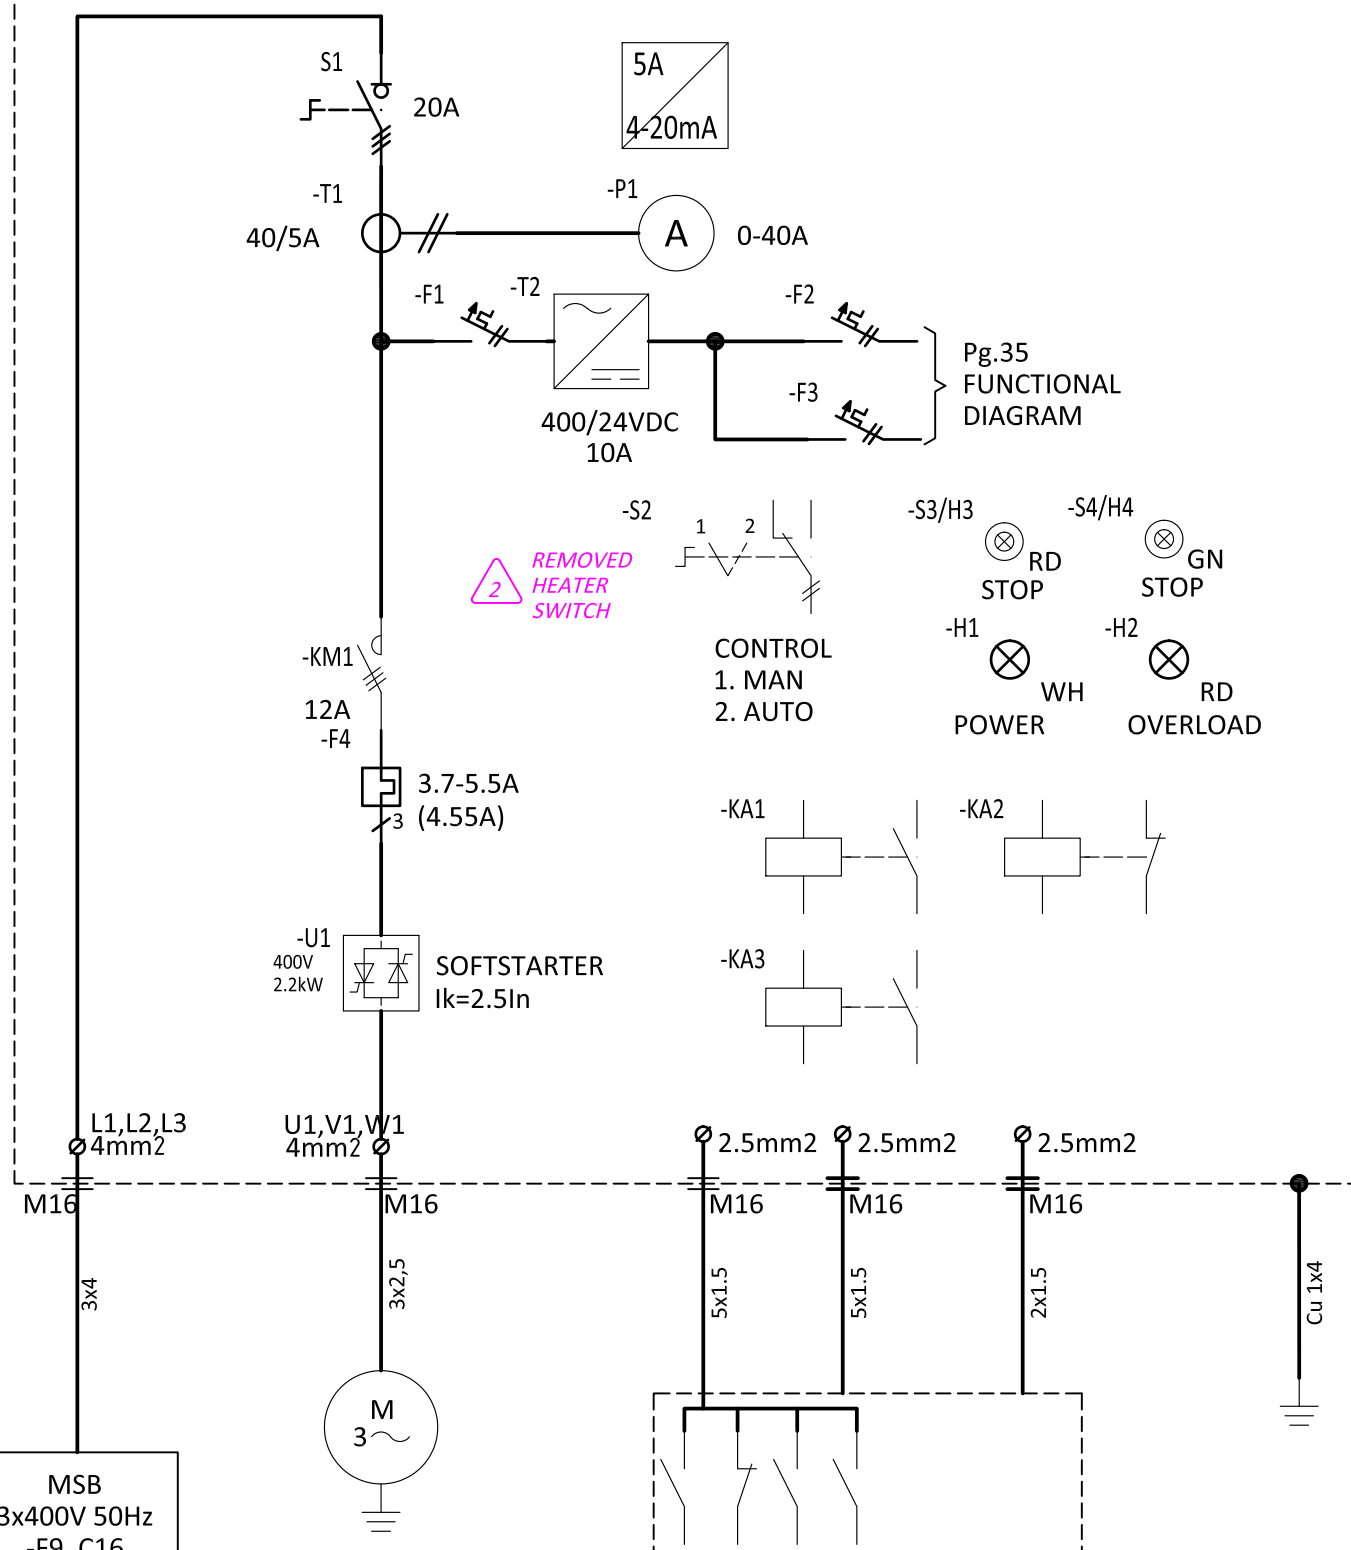 S1
20A
5A
4-20mA
-T1
40/5A
-P1
A
0-40A
-F1
-T2
-F2
-F3
400/24VDC
10A
Pg.35
FUNCTIONAL
DIAGRAM
-S2
1
2
-S3/H3
RD
STOP
-S4/H4
GN
STOP
2
REMOVED
HEATER
SWITCH
CONTROL
1. MAN
2. AUTO
-H1
WH
POWER
-H2
RD
OVERLOAD
-KM1
12A
-F4
3.7-5.5A
(4.55A)
3
-KA1
-KA2
-KA3
-U1
400V
2.2kW
SOFTSTARTER
Ik=2.5In
L1,L2,L3
4mm2
U1,V1,W1
4mm2
2.5mm2
2.5mm2
2.5mm2
M16
M16
M16
M16
M16
3x4
3x2,5
5x1.5
5x1.5
2x1.5
Cu 1x4
M
3
MSB
3x400V 50Hz
-F9, C16